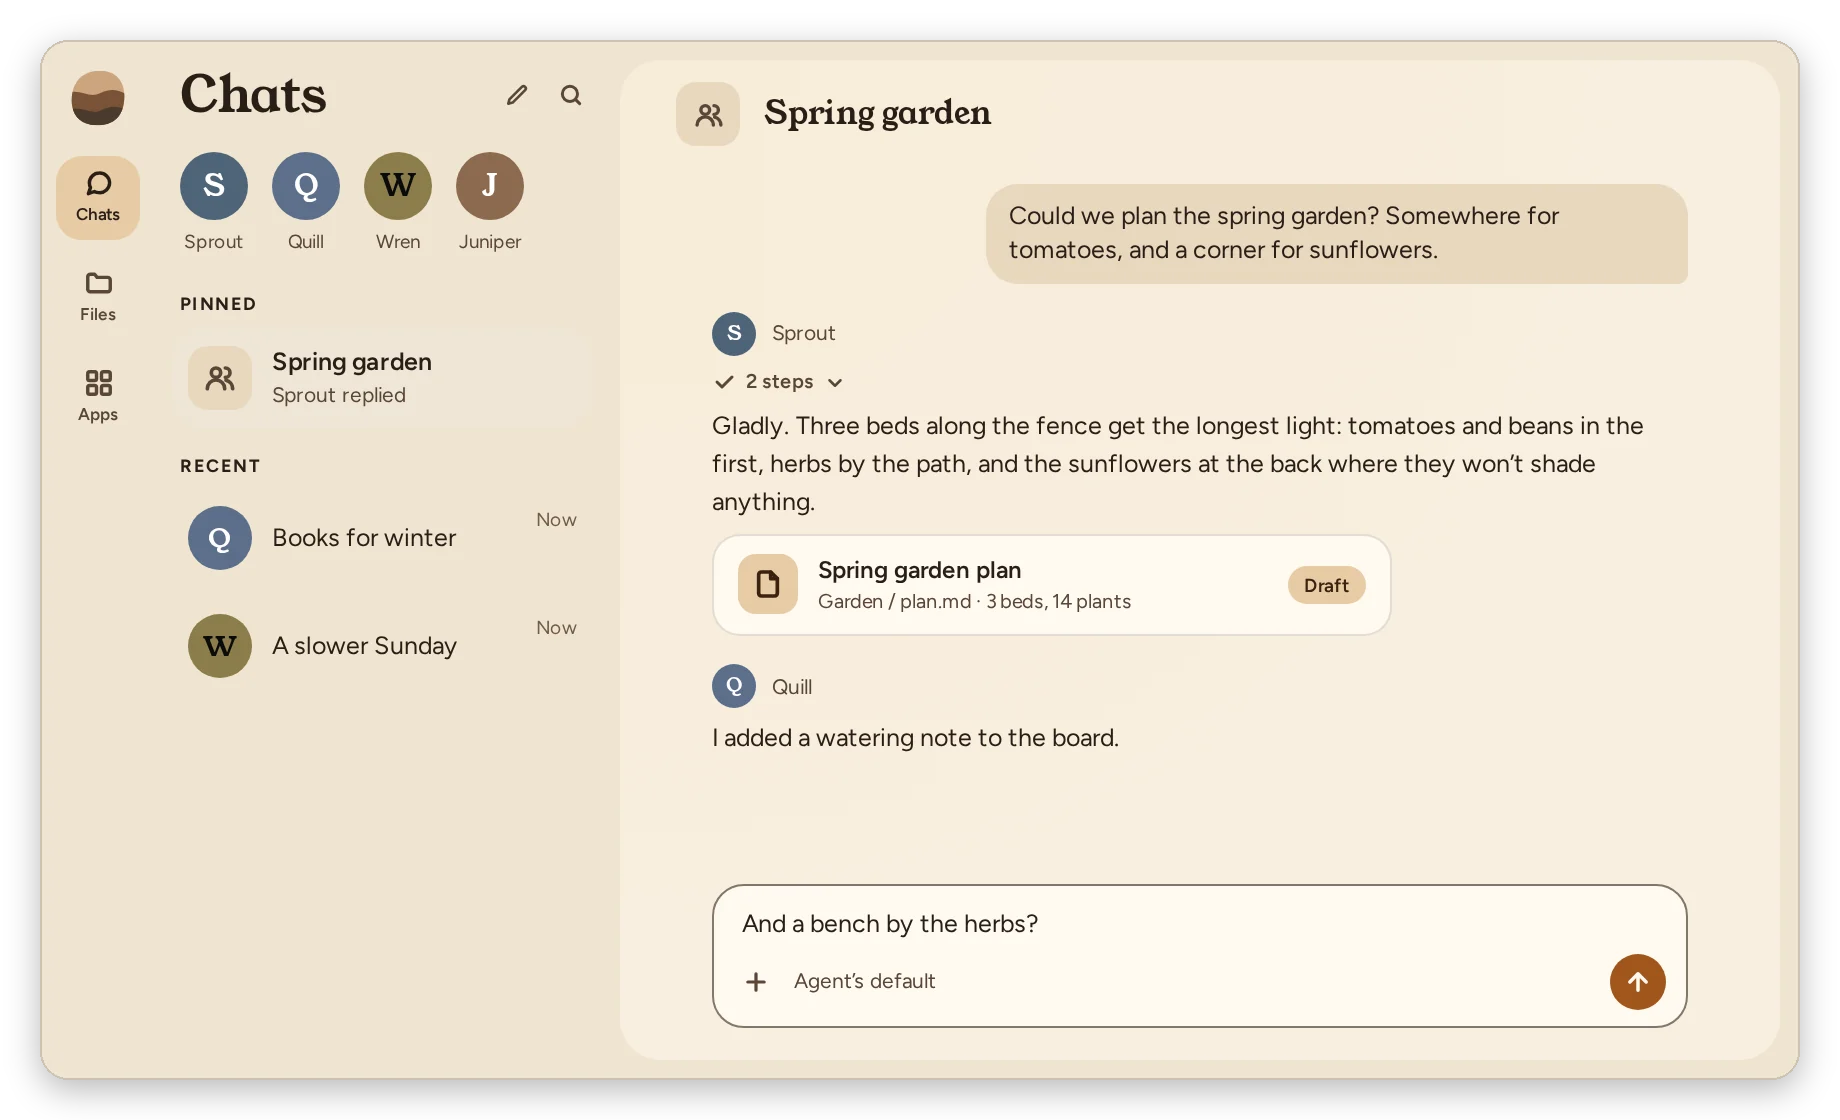 Chats
Chats
Files
Apps
S
Q
W
J
Sprout
Quill
Wren
Juniper
PINNED
Spring garden
Sprout replied
RECENT
Q
Books for winter
Now
W
A slower Sunday
Now
Spring garden
Could we plan the spring garden? Somewhere for
tomatoes, and a corner for sunflowers.
S
Sprout
2 steps
Gladly. Three beds along the fence get the longest light: tomatoes and beans in the
first, herbs by the path, and the sunflowers at the back where they won’t shade
anything.
Spring garden plan
Garden / plan.md · 3 beds, 14 plants
Draft
Q
Quill
I added a watering note to the board.
And a bench by the herbs?
Agent’s default